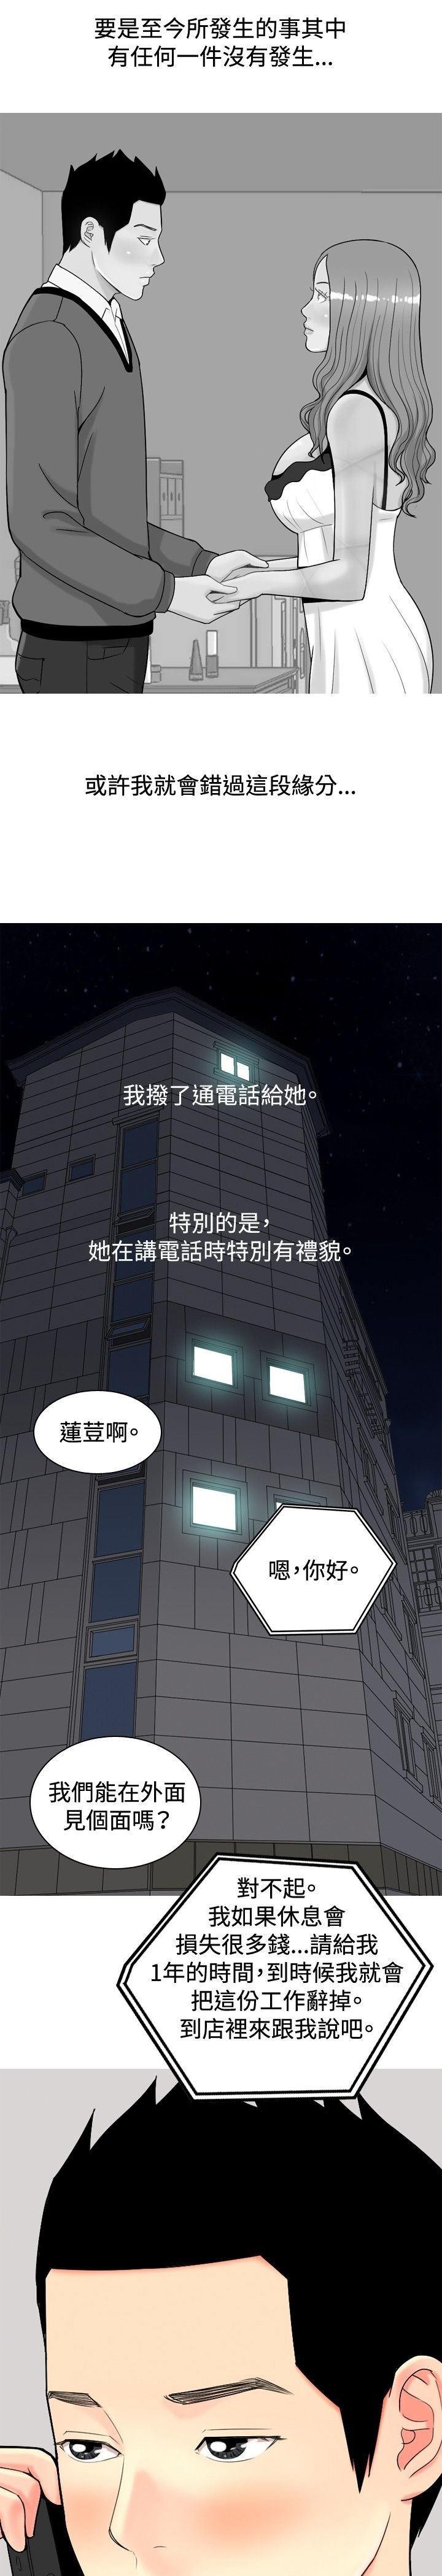 要是至今所發生的事其中
有任何一件沒有發生...
或許我就會錯過這段緣分...
我撥了通電話給她。
特別的是，
她在講電話時特別有禮貌。
蓮荳啊。
嗯，你好。
我們能在外面
見個面嗎？
對不起。
我如果休息會
損失很多錢...請給我
1年的時間，到時候我就會
把這份工作辭掉。
到店裡來跟我說吧。